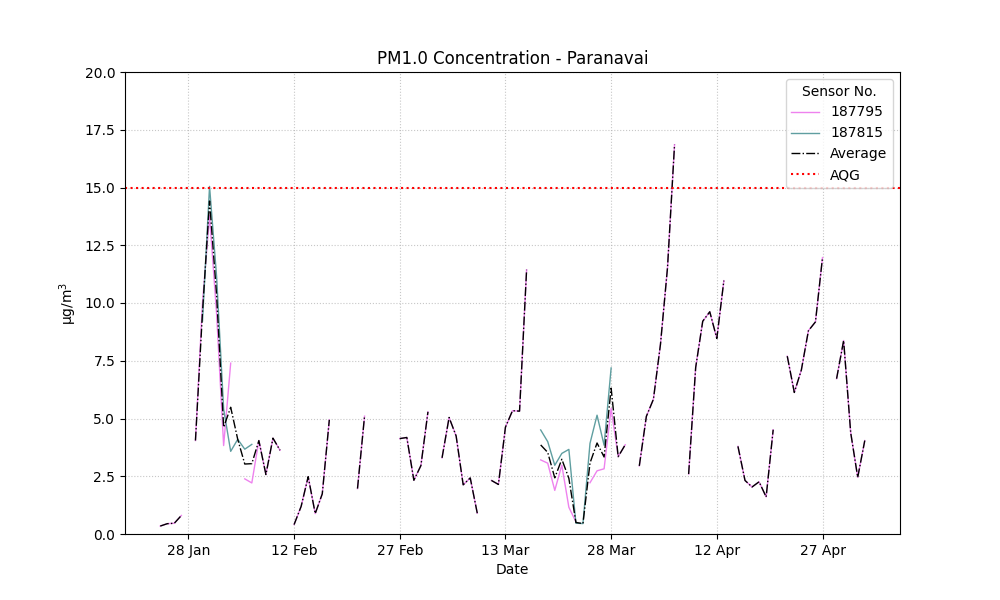 PM1.0 Concentration - Paranavai
20.0
17.5
15.0
12.5
10.0
7.5
5.0
2.5
0.0
µg/m³
Sensor No.
187795
187815
Average
AQG
28 Jan
12 Feb
27 Feb
13 Mar
28 Mar
12 Apr
27 Apr
Date